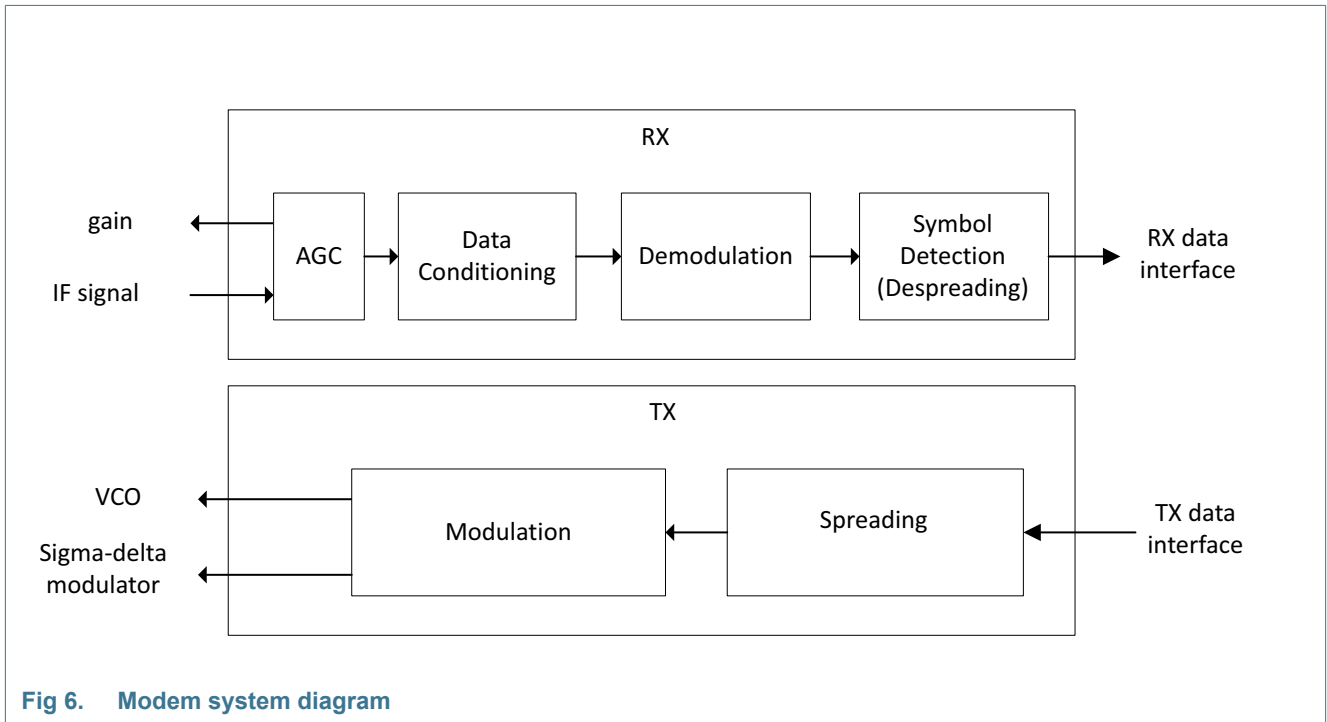 RX
gain
IF signal
AGC
Data
Conditioning
Demodulation
Symbol
Detection
(Despreading)
RX data
interface
TX
VCO
Sigma-delta
modulator
Modulation
Spreading
TX data
interface
Fig 6. Modem system diagram